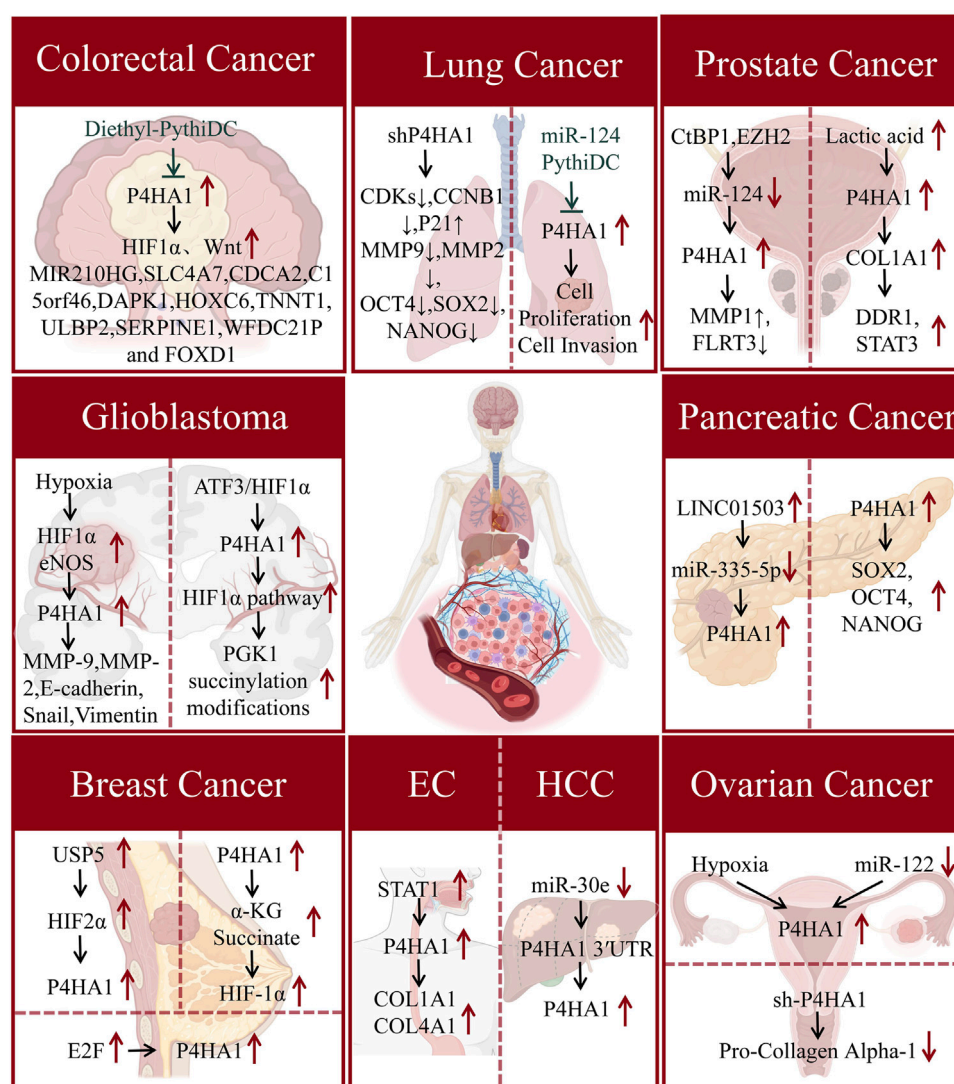 Colorectal Cancer
Diethyl-PythiDC
P4HA1 ↑
HIF1α、Wnt ↑
MIR210HG,SLC4A7,CDCA2,C1
5orf46,DAPK1,HOXC6,TNNT1,
ULBP2,SERPINE1,WFDC21P
and FOXD1
Lung Cancer
shP4HA1
CDKs↓,CCNB1
↓,P21↑
MMP9↓,MMP2
↓,
OCT4↓,SOX2↓,
NANOG↓
miR-124
PythiDC
P4HA1 ↑
Cell
Proliferation
Cell Invasion ↑
Prostate Cancer
CtBP1,EZH2
miR-124 ↓
P4HA1 ↑
MMP1↑,
FLRT3↓
Lactic acid ↑
P4HA1 ↑
COL1A1 ↑
DDR1,
STAT3 ↑
Glioblastoma
Hypoxia
HIF1α
eNOS ↑
P4HA1 ↑
MMP-9,MMP-
2,E-cadherin,
Snail,Vimentin
ATF3/HIF1α
P4HA1 ↑
HIF1α pathway ↑
PGK1
succinylation
modifications ↑
Pancreatic Cancer
LINC01503 ↑
miR-335-5p ↓
P4HA1 ↑
P4HA1 ↑
SOX2,
OCT4,
NANOG ↑
Breast Cancer
USP5 ↑
HIF2α ↑
P4HA1 ↑
P4HA1 ↑
α-KG
Succinate ↑
HIF-1α ↑
E2F ↑ → P4HA1 ↑
EC
STAT1 ↑
P4HA1 ↑
COL1A1
COL4A1 ↑
HCC
miR-30e ↓
P4HA1 3'UTR
P4HA1 ↑
Ovarian Cancer
Hypoxia
miR-122 ↓
P4HA1 ↑
sh-P4HA1
Pro-Collagen Alpha-1 ↓